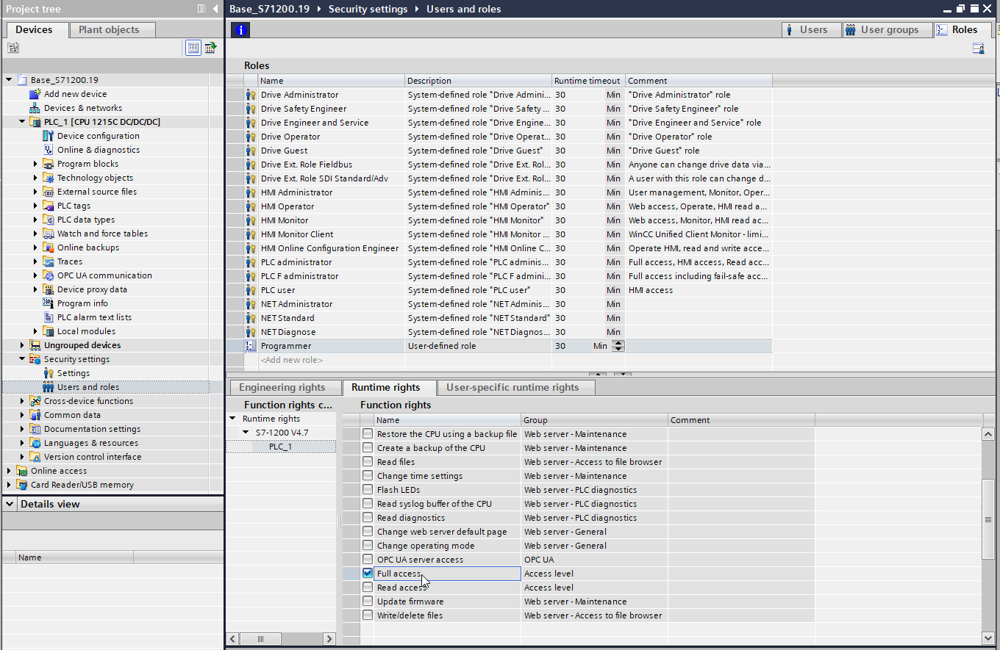 Project tree
Devices
Plant objects
Base_S71200.19
Add new device
Devices & networks
PLC_1 [CPU 1215C DC/DC/DC]
Device configuration
Online & diagnostics
Program blocks
Technology objects
External source files
PLC tags
PLC data types
Watch and force tables
Online backups
Traces
OPC UA communication
Device proxy data
Program info
PLC alarm text lists
Local modules
Ungrouped devices
Security settings
Settings
Users and roles
Cross-device functions
Common data
Documentation settings
Languages & resources
Version control interface
Online access
Card Reader/USB memory
Details view
Name
Base_S71200.19 Security settings Users and roles
Users
User groups
Roles
Roles
Name Description Runtime timeout Comment
Drive Administrator System-defined role "Drive Admini... 30 Min "Drive Administrator" role
Drive Safety Engineer System-defined role "Drive Safety ... 30 Min "Drive Safety Engineer" role
Drive Engineer and Service System-defined role "Drive Engine... 30 Min "Drive Engineer and Service" role
Drive Operator System-defined role "Drive Operat... 30 Min "Drive Operator" role
Drive Guest System-defined role "Drive Guest" 30 Min "Drive Guest" role
Drive Ext. Role Fieldbus System-defined role "Drive Ext. Rol... 30 Min Anyone can change drive data via...
Drive Ext. Role SDI Standard/Adv System-defined role "Drive Ext. Rol... 30 Min A user with this role can change d...
HMI Administrator System-defined role "HMI Adminis... 30 Min User management, Monitor, Oper...
HMI Operator System-defined role "HMI Operator" 30 Min Web access, Operate, HMI read a...
HMI Monitor System-defined role "HMI Monitor" 30 Min Web access, Monitor, HMI read ac...
HMI Monitor Client System-defined role "HMI Monitor ... 30 Min WinCC Unified Client Monitor - limi...
HMI Online Configuration Engineer System-defined role "HMI Online C... 30 Min Operate HMI, read and write acce...
PLC administrator System-defined role "PLC adminis... 30 Min Full access, HMI access, Read acc...
PLC F administrator System-defined role "PLC F admini... 30 Min Full access including fail-safe acc...
PLC user System-defined role "PLC user" 30 Min HMI access
NET Administrator System-defined role "NET Adminis... 30 Min
NET Standard System-defined role "NET Standard" 30 Min
NET Diagnose System-defined role "NET Diagnos... 30 Min
Programmer User-defined role 30 Min
<Add new role>
Engineering rights
Runtime rights
User-specific runtime rights
Function rights c...
Runtime rights
S7-1200 V4.7
PLC_1
Function rights
Name Group Comment
Restore the CPU using a backup file Web server - Maintenance
Create a backup of the CPU Web server - Maintenance
Read files Web server - Access to file browser
Change time settings Web server - Maintenance
Flash LEDs Web server - PLC diagnostics
Read syslog buffer of the CPU Web server - PLC diagnostics
Read diagnostics Web server - PLC diagnostics
Change web server default page Web server - General
Change operating mode Web server - General
OPC UA server access OPC UA
Full access Access level
Read access Access level
Update firmware Web server - Maintenance
Write/delete files Web server - Access to file browser